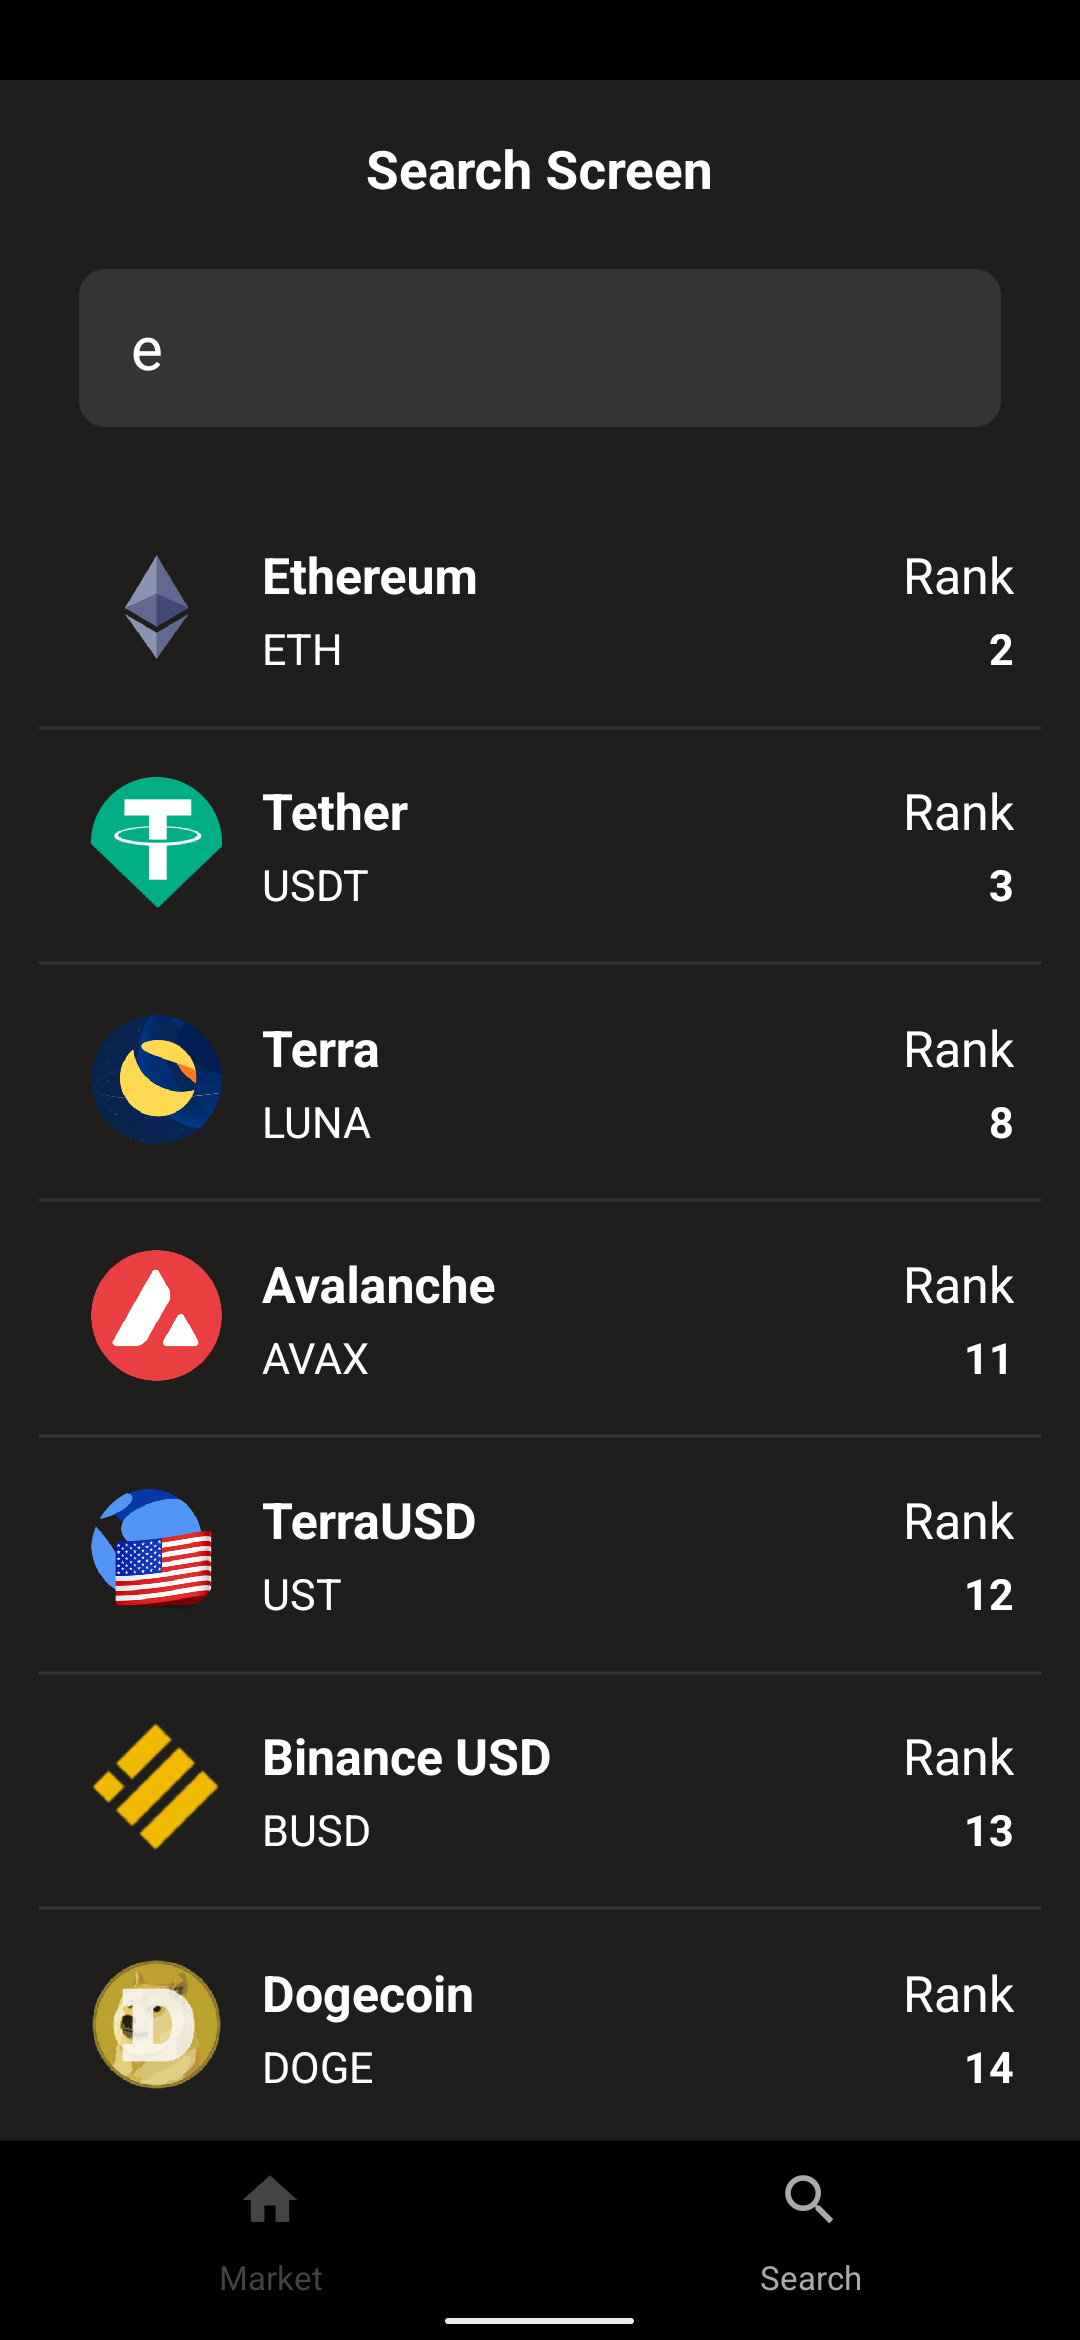 Search Screen
e
Ethereum
Rank
ETH
2
Tether
Rank
USDT
3
Terra
Rank
LUNA
8
Avalanche
Rank
AVAX
11
TerraUSD
Rank
UST
12
Binance USD
Rank
BUSD
13
Dogecoin
Rank
DOGE
14
Market
Search